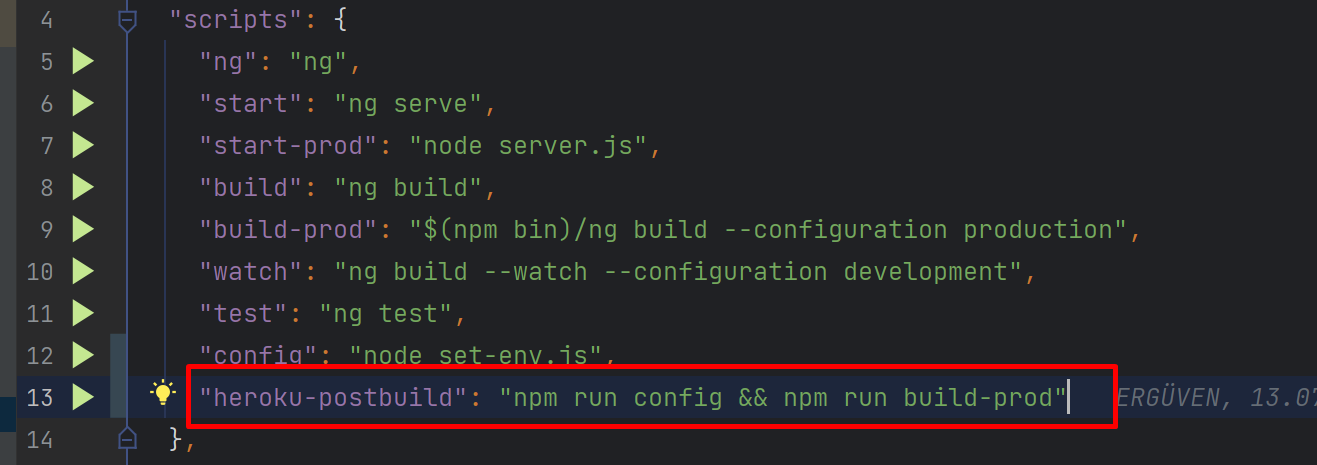 4 "scripts": {
5 "ng": "ng",
6 "start": "ng serve",
7 "start-prod": "node server.js",
8 "build": "ng build",
9 "build-prod": "$(npm bin)/ng build --configuration production",
10 "watch": "ng build --watch --configuration development",
11 "test": "ng test",
12 "config": "node set-env.js",
13 "heroku-postbuild": "npm run config && npm run build-prod" ERGÜVEN, 13.07
14 },